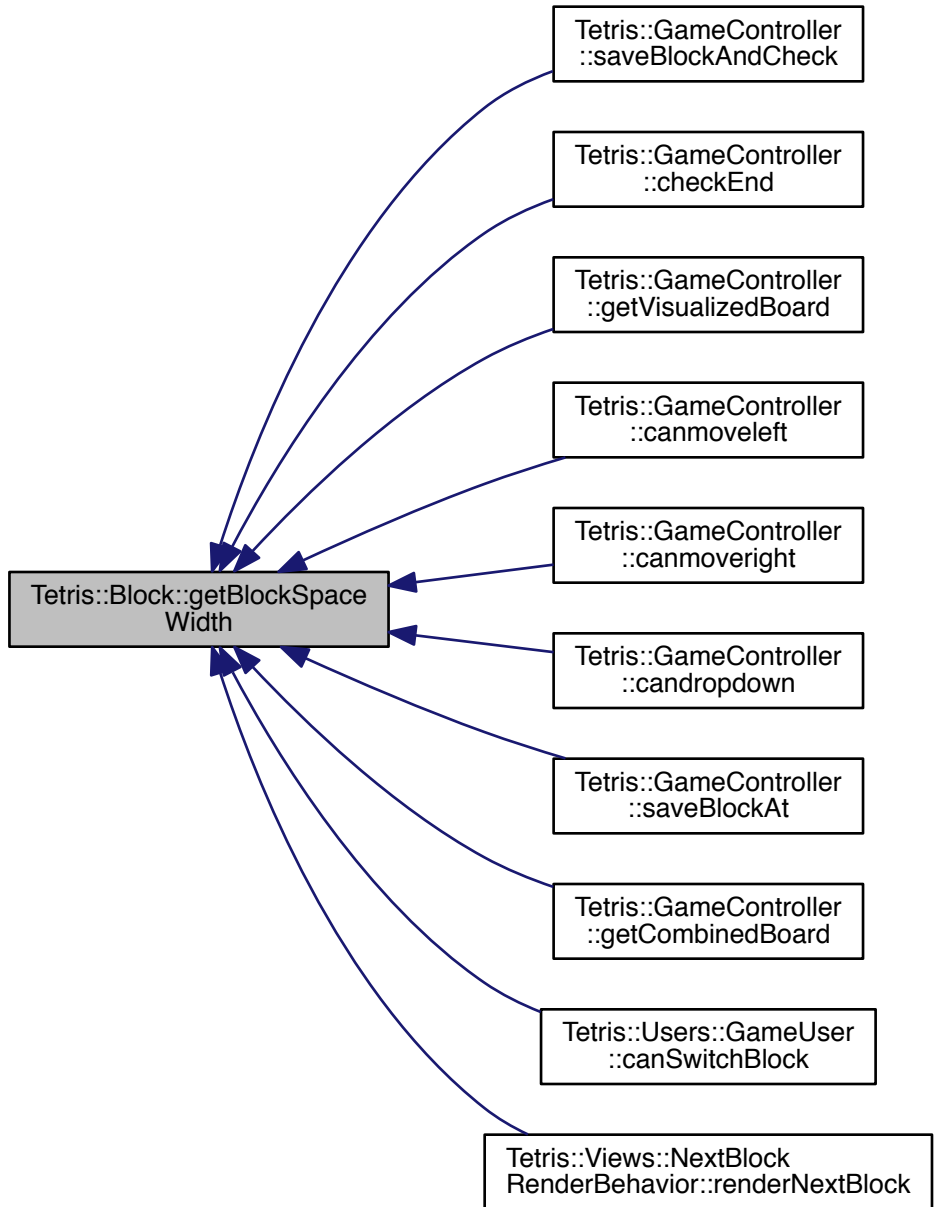 Tetris::GameController
::saveBlockAndCheck
Tetris::GameController
::checkEnd
Tetris::GameController
::getVisualizedBoard
Tetris::GameController
::canmoveleft
Tetris::GameController
::canmoveright
Tetris::Block::getBlockSpace
Width
Tetris::GameController
::candropdown
Tetris::GameController
::saveBlockAt
Tetris::GameController
::getCombinedBoard
Tetris::Users::GameUser
::canSwitchBlock
Tetris::Views::NextBlock
RenderBehavior::renderNextBlock